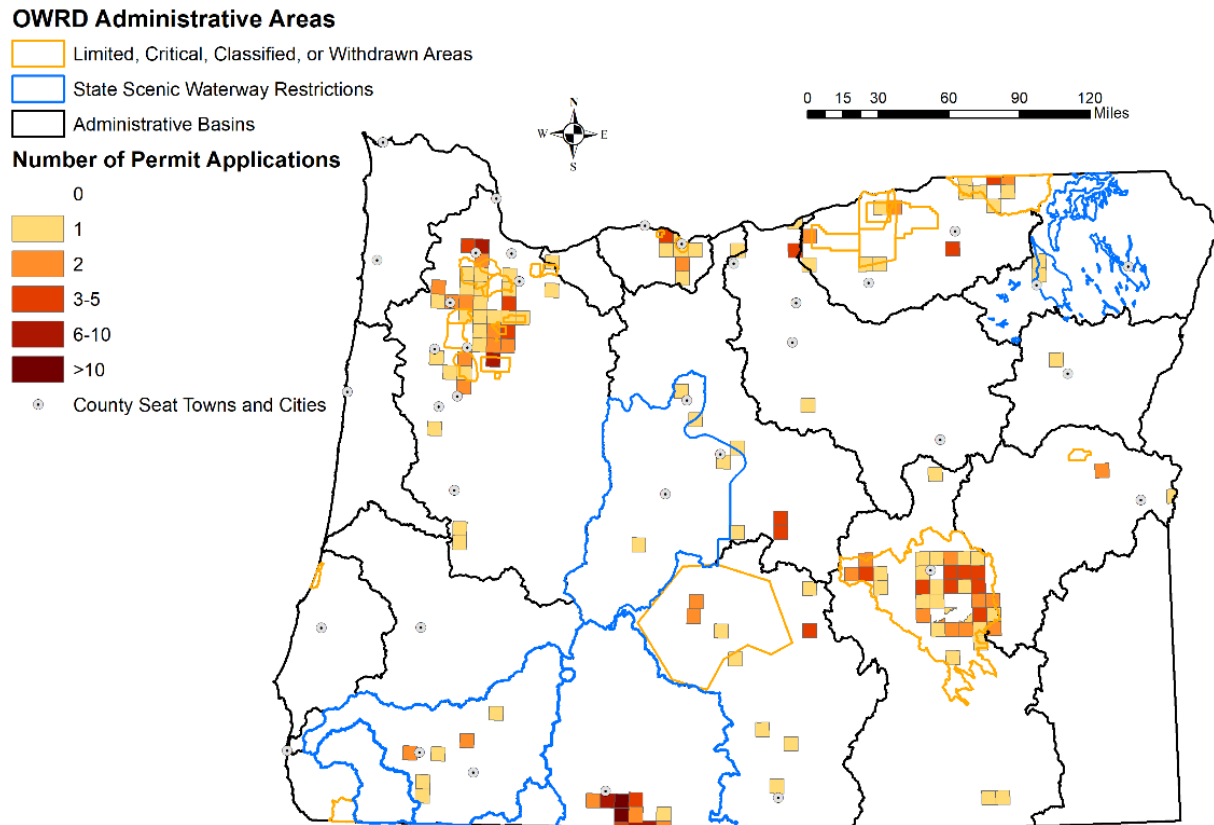 OWRD Administrative Areas
Limited, Critical, Classified, or Withdrawn Areas
State Scenic Waterway Restrictions
Administrative Basins
Number of Permit Applications
0
1
2
3-5
6-10
>10
County Seat Towns and Cities
N
W E
S
0 15 30 60 90 120
Miles